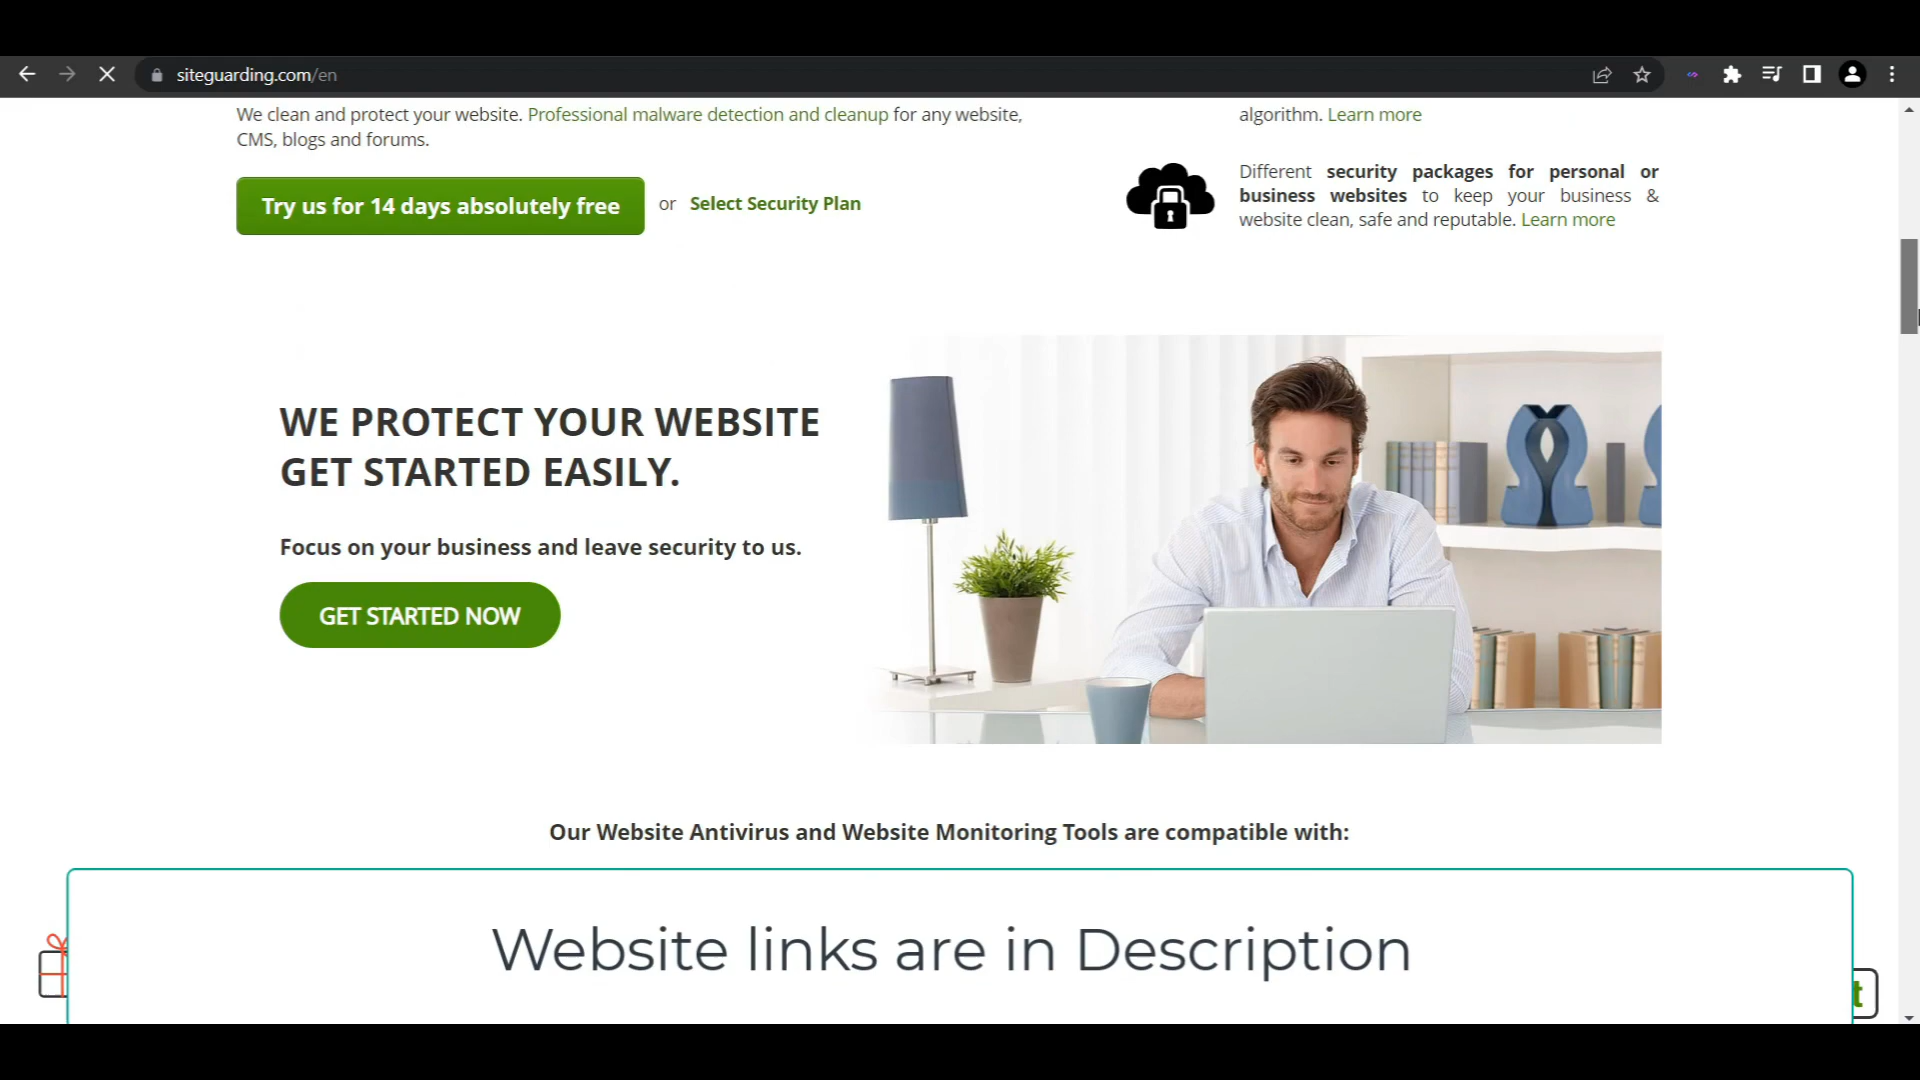 siteguarding.com/en
We clean and protect your website. Professional malware detection and cleanup for any website,
CMS, blogs and forums.
Try us for 14 days absolutely free
or Select Security Plan
algorithm. Learn more
Different security packages for personal or
business websites to keep your business &
website clean, safe and reputable. Learn more
WE PROTECT YOUR WEBSITE
GET STARTED EASILY.
Focus on your business and leave security to us.
GET STARTED NOW
Our Website Antivirus and Website Monitoring Tools are compatible with:
Website links are in Description
t